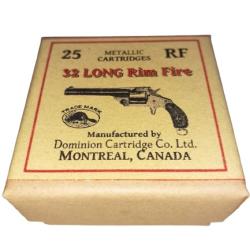 25 METALLIC CARTRIDGES RF
32 LONG Rim Fire
TRADE MARK
Manufactured by
Dominion Cartridge Co. Ltd.
MONTREAL, CANADA